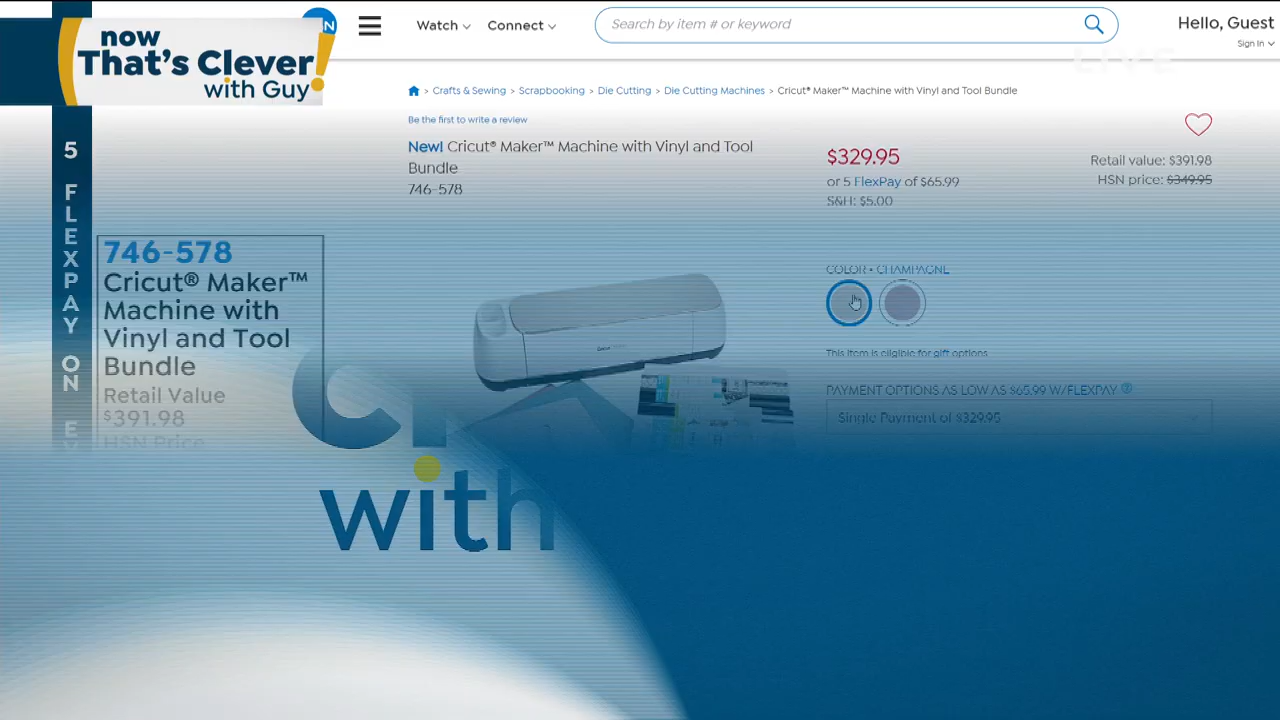 now
That's Clever!
with Guy
N
Watch
Connect
Search by item # or keyword
Hello, Guest
Sign In
LIVE
> Crafts & Sewing > Scrapbooking > Die Cutting > Die Cutting Machines > Cricut® Maker™ Machine with Vinyl and Tool Bundle
Be the first to write a review
New! Cricut® Maker™ Machine with Vinyl and Tool
Bundle
746-578
$329.95
or 5 FlexPay of $65.99
S&H: $5.00
Retail value: $391.98
HSN price: $349.95
5 FLEXPAY ON
746-578
Cricut® Maker™
Machine with
Vinyl and Tool
Bundle
Retail Value
$391.98
HSN Price
COLOR • CHAMPAGNE
This item is eligible for gift options
PAYMENT OPTIONS AS LOW AS $65.99 W/FLEXPAY
Single Payment of $329.95
with